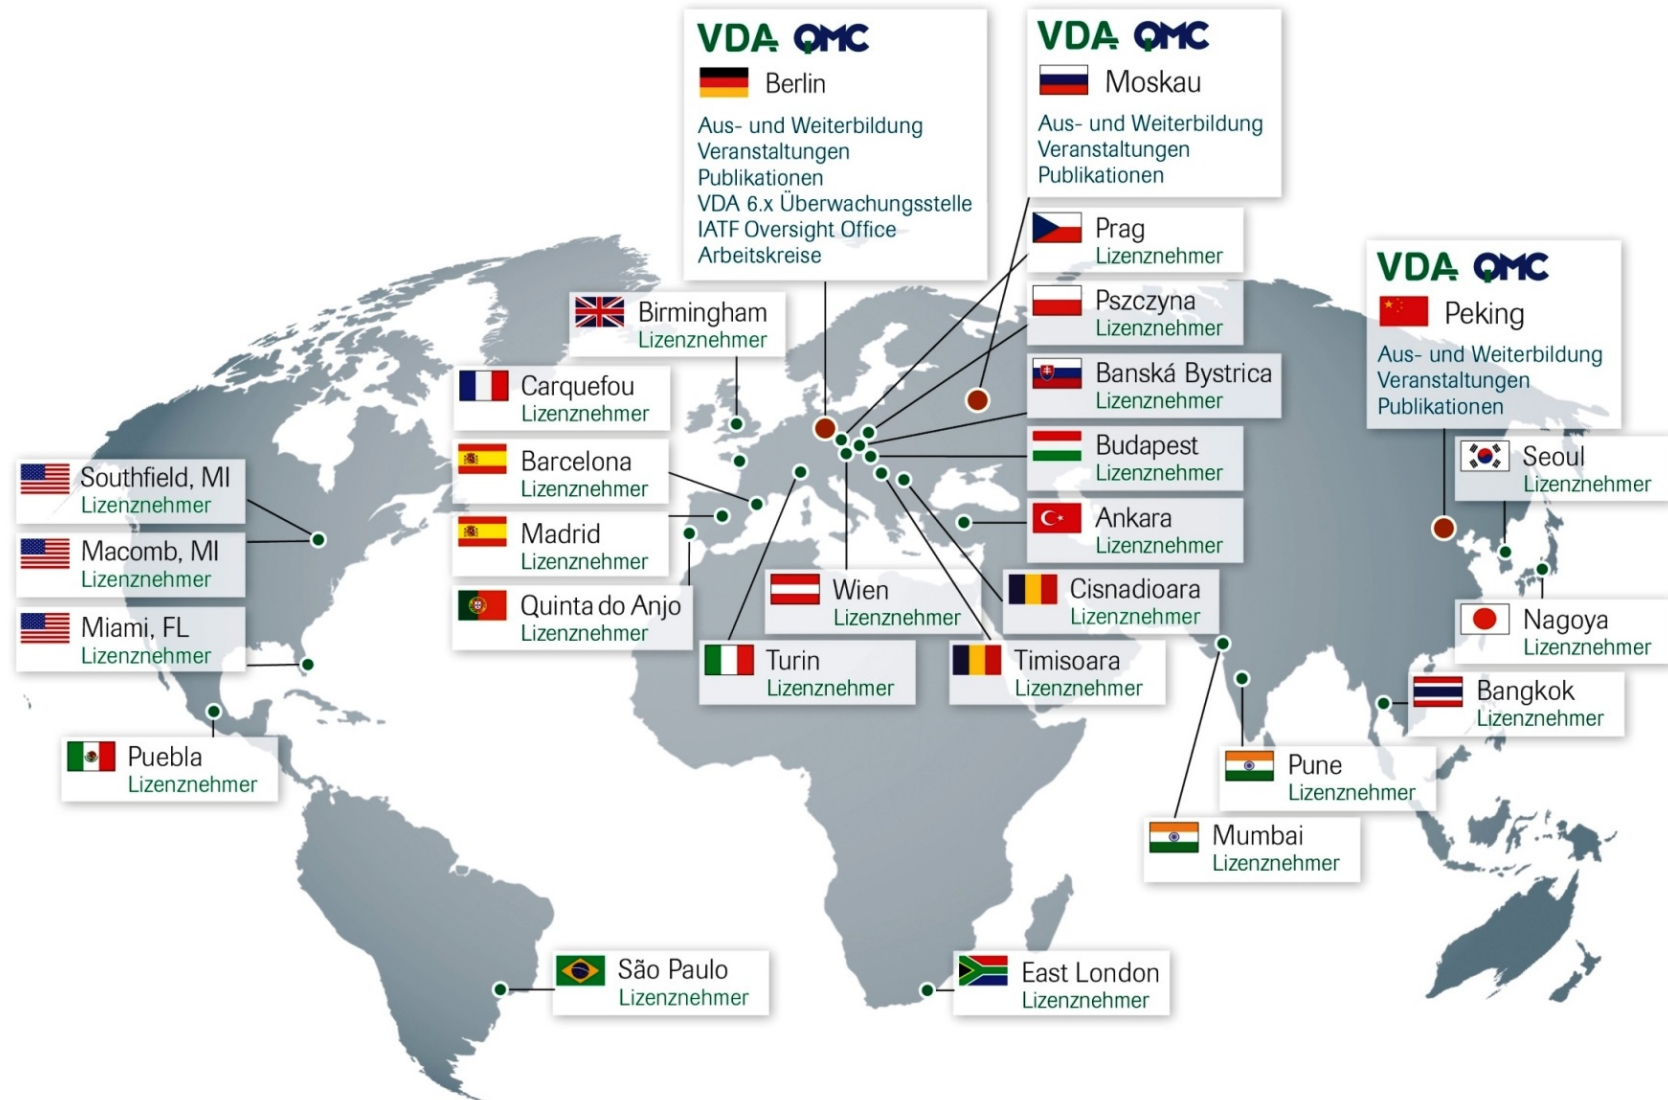 VDA QMC
Berlin
Aus- und Weiterbildung
Veranstaltungen
Publikationen
VDA 6.x Überwachungsstelle
IATF Oversight Office
Arbeitskreise
VDA QMC
Moskau
Aus- und Weiterbildung
Veranstaltungen
Publikationen
Prag
Lizenznehmer
Pszczyna
Lizenznehmer
Banská Bystrica
Lizenznehmer
Budapest
Lizenznehmer
Ankara
Lizenznehmer
VDA QMC
Peking
Aus- und Weiterbildung
Veranstaltungen
Publikationen
Seoul
Lizenznehmer
Nagoya
Lizenznehmer
Bangkok
Lizenznehmer
Pune
Lizenznehmer
Mumbai
Lizenznehmer
Birmingham
Lizenznehmer
Carquefou
Lizenznehmer
Barcelona
Lizenznehmer
Madrid
Lizenznehmer
Quinta do Anjo
Lizenznehmer
Wien
Lizenznehmer
Cisnadioara
Lizenznehmer
Turin
Lizenznehmer
Timisoara
Lizenznehmer
Southfield, MI
Lizenznehmer
Macomb, MI
Lizenznehmer
Miami, FL
Lizenznehmer
Puebla
Lizenznehmer
São Paulo
Lizenznehmer
East London
Lizenznehmer